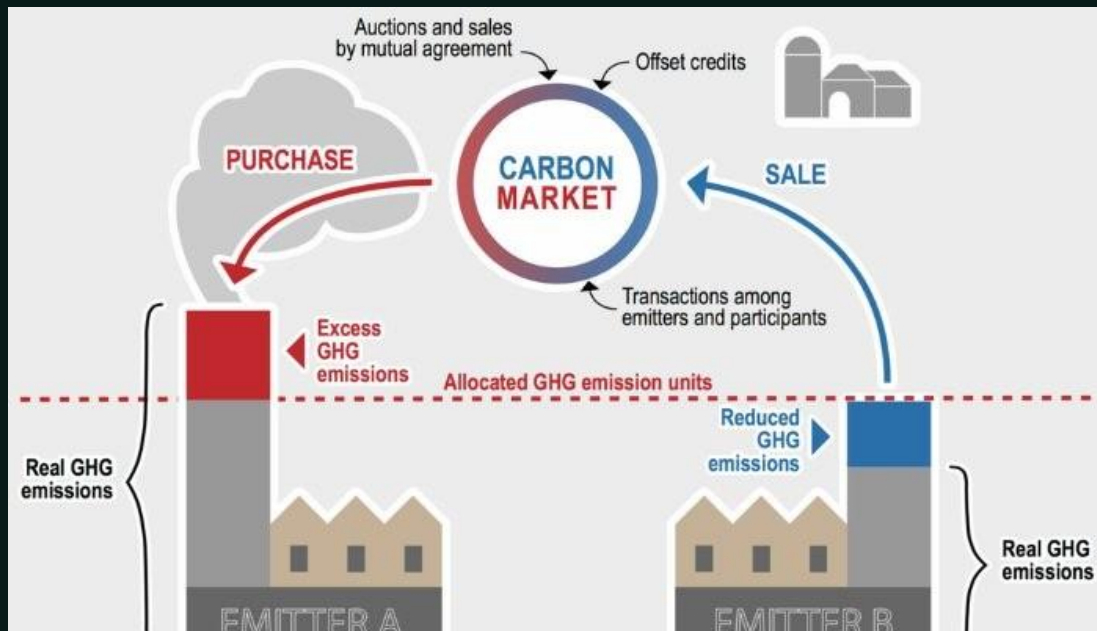 Auctions and sales
by mutual agreement
Offset credits
PURCHASE
CARBON
MARKET
SALE
Transactions among
emitters and participants
Excess
GHG
emissions
Allocated GHG emission units
Reduced
GHG
emissions
Real GHG
emissions
Real GHG
emissions
EMITTER A
EMITTER B